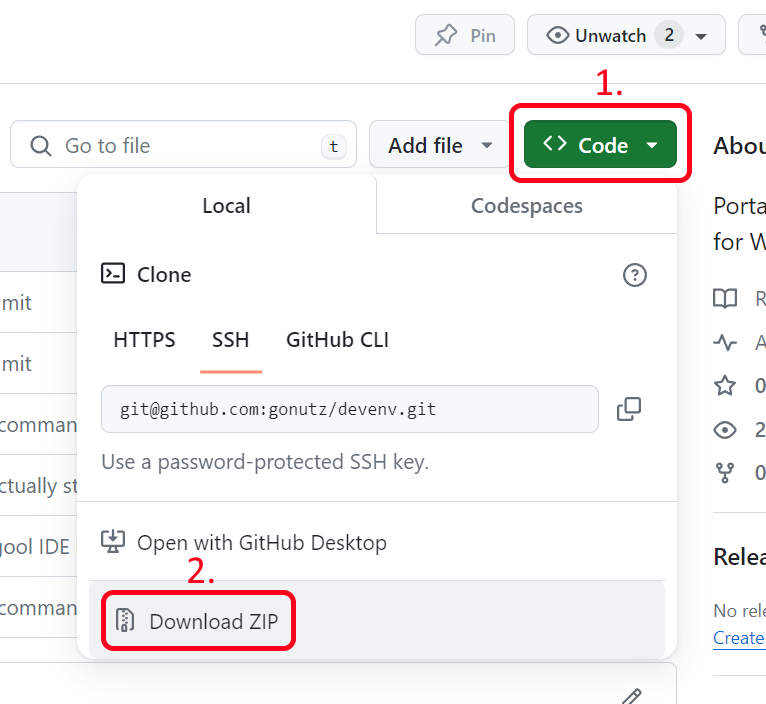 Pin
Unwatch 2
1.
Go to file t
Add file
Code
Abou
Local
Codespaces
Porta
for W
Clone
mit
R
HTTPS SSH GitHub CLI
A
mit
0
git@github.com:gonutz/devenv.git
comman
2
Use a password-protected SSH key.
0
ctually st
Open with GitHub Desktop
ool IDE
Relea
2.
Download ZIP
comman
No rele
Create